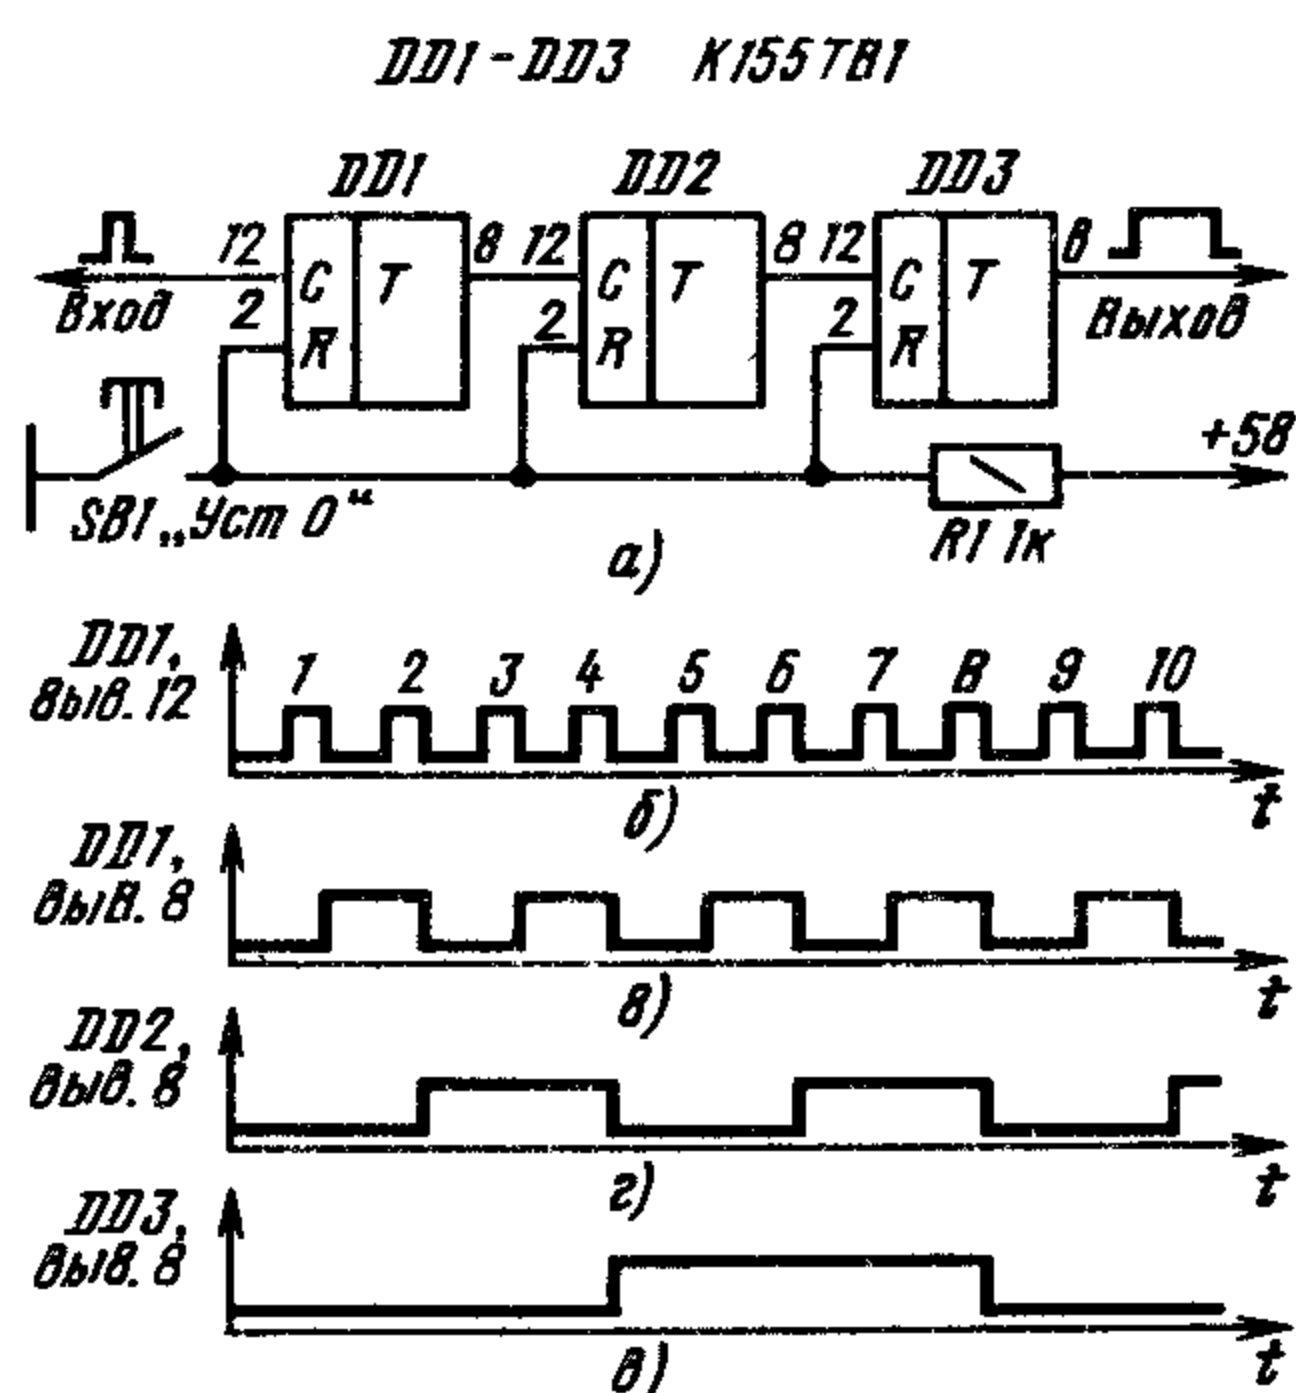 DD1-DD3 К155ТВ1
DD1 DD2 DD3
12 8 12 8 12 8
С Т С Т С Т
Вход 2 R 2 R 2 R Выход
+5В
SB1 „Уст 0“
R1 1к
а)
DD1, выв. 12
1 2 3 4 5 6 7 8 9 10
t
б)
DD1, выв. 8
t
в)
DD2, выв. 8
t
г)
DD3, выв. 8
t
в)